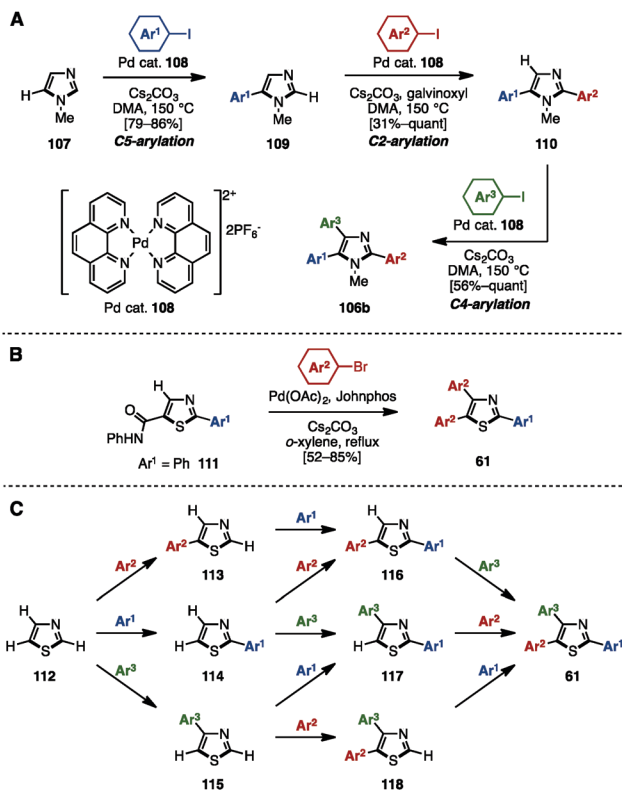 A
Ar1 I
Pd cat. 108
Cs2CO3
DMA, 150 °C
[79–86%]
C5-arylation
Ar2 I
Pd cat. 108
Cs2CO3, galvinoxyl
DMA, 150 °C
[31%–quant]
C2-arylation
H N N Me
107
Ar1 N N H Me
109
H N Ar1 N Ar2 Me
110
N N Pd N N
2+
2PF6-
Pd cat. 108
Ar3 N Ar1 N Ar2 Me
106b
Ar3 I
Pd cat. 108
Cs2CO3
DMA, 150 °C
[56%–quant]
C4-arylation
B
H N O S Ar1 PhHN
Ar1 = Ph 111
Ar2 Br
Pd(OAc)2, Johnphos
Cs2CO3
o-xylene, reflux
[52–85%]
Ar2 N Ar2 S Ar1
61
C
H N H S H
112
Ar2
Ar1
Ar3
H N Ar2 S H
113
H N H S Ar1
114
Ar3 N H S H
115
Ar1
Ar2
Ar3
Ar1
Ar2
H N Ar2 S Ar1
116
Ar3 N H S Ar1
117
Ar3 N Ar2 S H
118
Ar3
Ar2
Ar1
Ar3 N Ar2 S Ar1
61